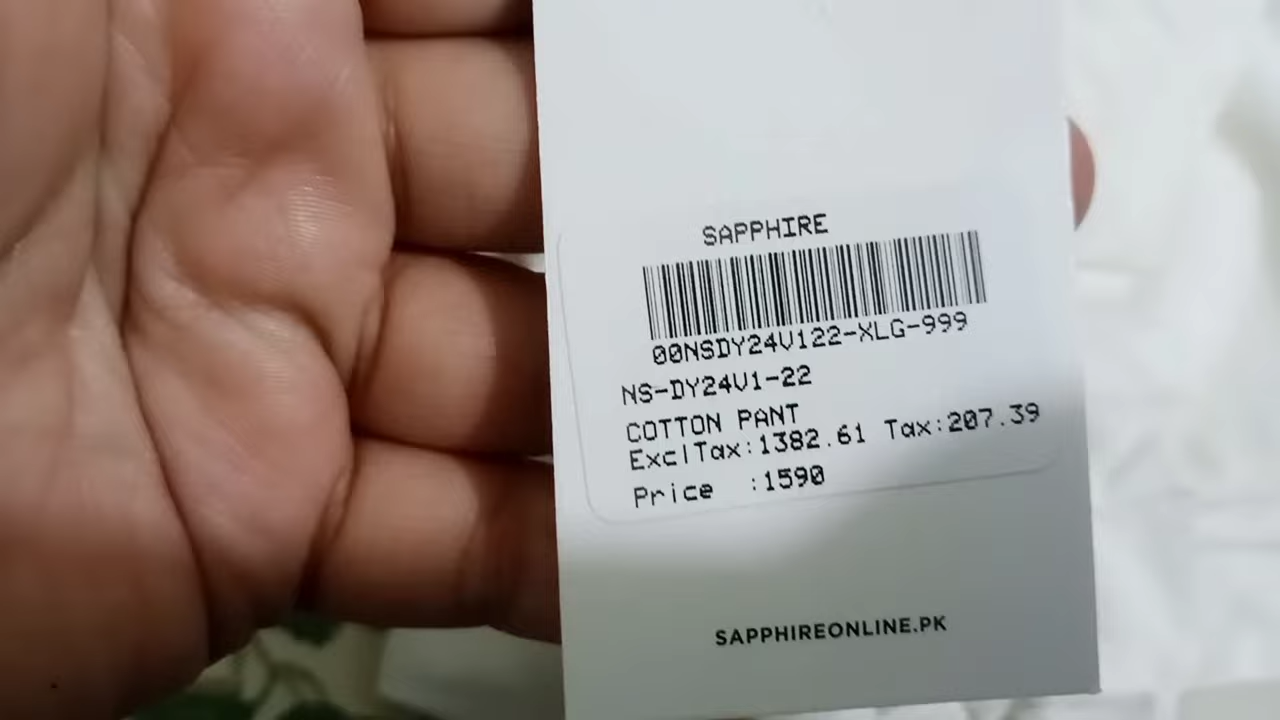 SAPPHIRE
00NSDY24V122-XLG-999
NS-DY24V1-22
COTTON PANT
ExclTax:1382.61 Tax:207.39
Price :1590
SAPPHIREONLINE.PK